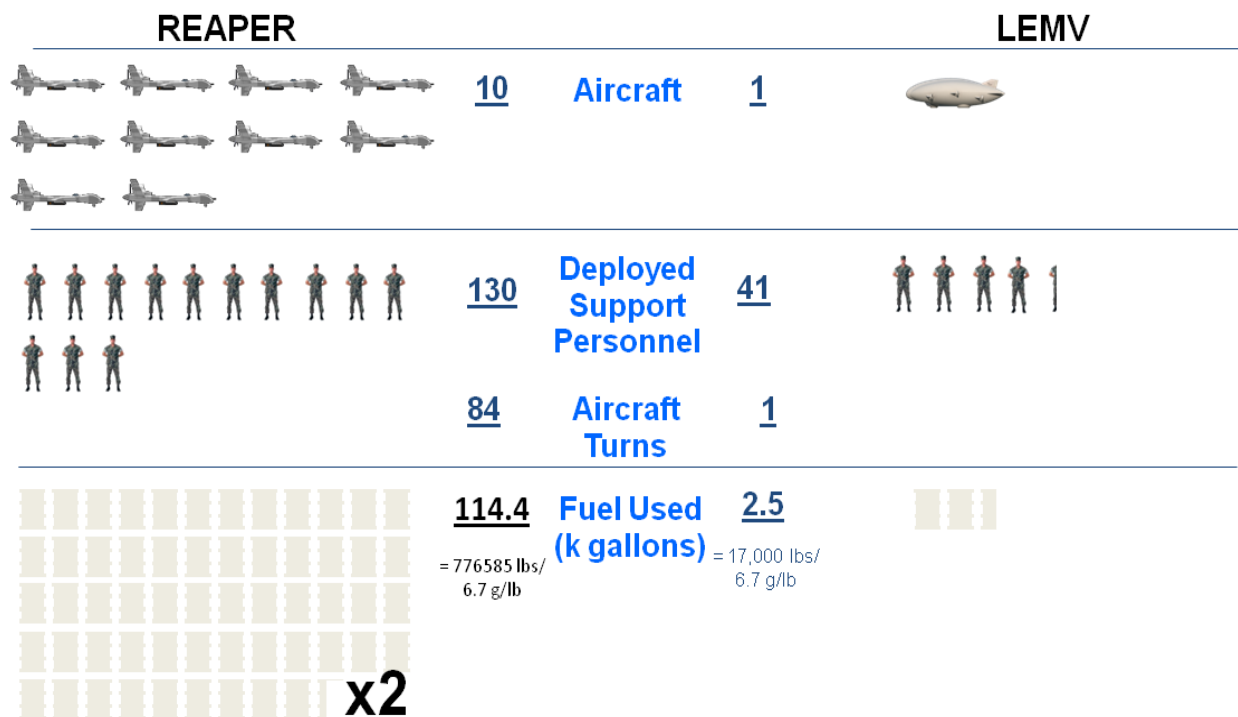 REAPER
LEMV
10 Aircraft 1
130 Deployed Support Personnel 41
84 Aircraft Turns 1
114.4 Fuel Used (k gallons) 2.5
= 776585 lbs/
6.7 g/lb
= 17,000 lbs/
6.7 g/lb
x2